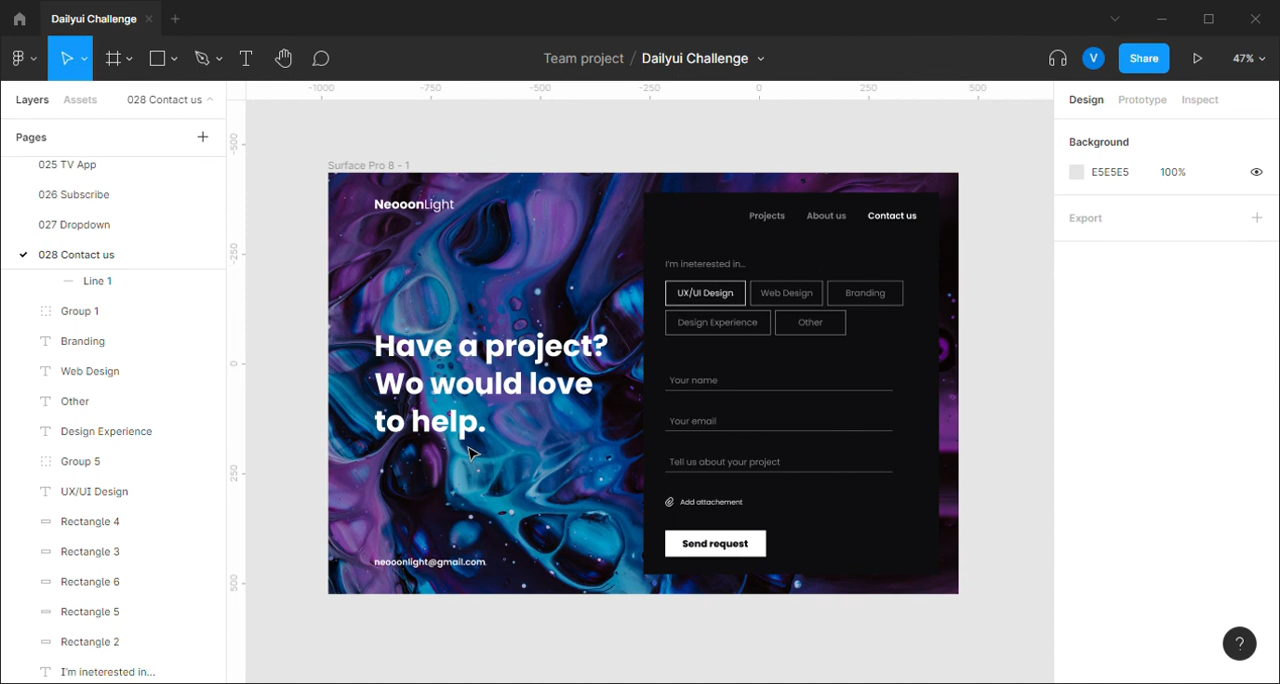 Dailyui Challenge
Team project / Dailyui Challenge
V
Share
47%
Layers
Assets
028 Contact us
Pages
025 TV App
026 Subscribe
027 Dropdown
028 Contact us
Line 1
Group 1
Branding
Web Design
Other
Design Experience
Group 5
UX/UI Design
Rectangle 4
Rectangle 3
Rectangle 6
Rectangle 5
Rectangle 2
I'm ineterested in...
-1000
-750
-500
-250
0
250
500
-500
-250
0
250
500
Surface Pro 8 - 1
NeooonLight
Have a project?
Wo would love
to help.
neooonlight@gmail.com
Projects
About us
Contact us
I'm ineterested in...
UX/UI Design
Web Design
Branding
Design Experience
Other
Your name
Your email
Tell us about your project
Add attachement
Send request
Design
Prototype
Inspect
Background
E5E5E5
100%
Export
?